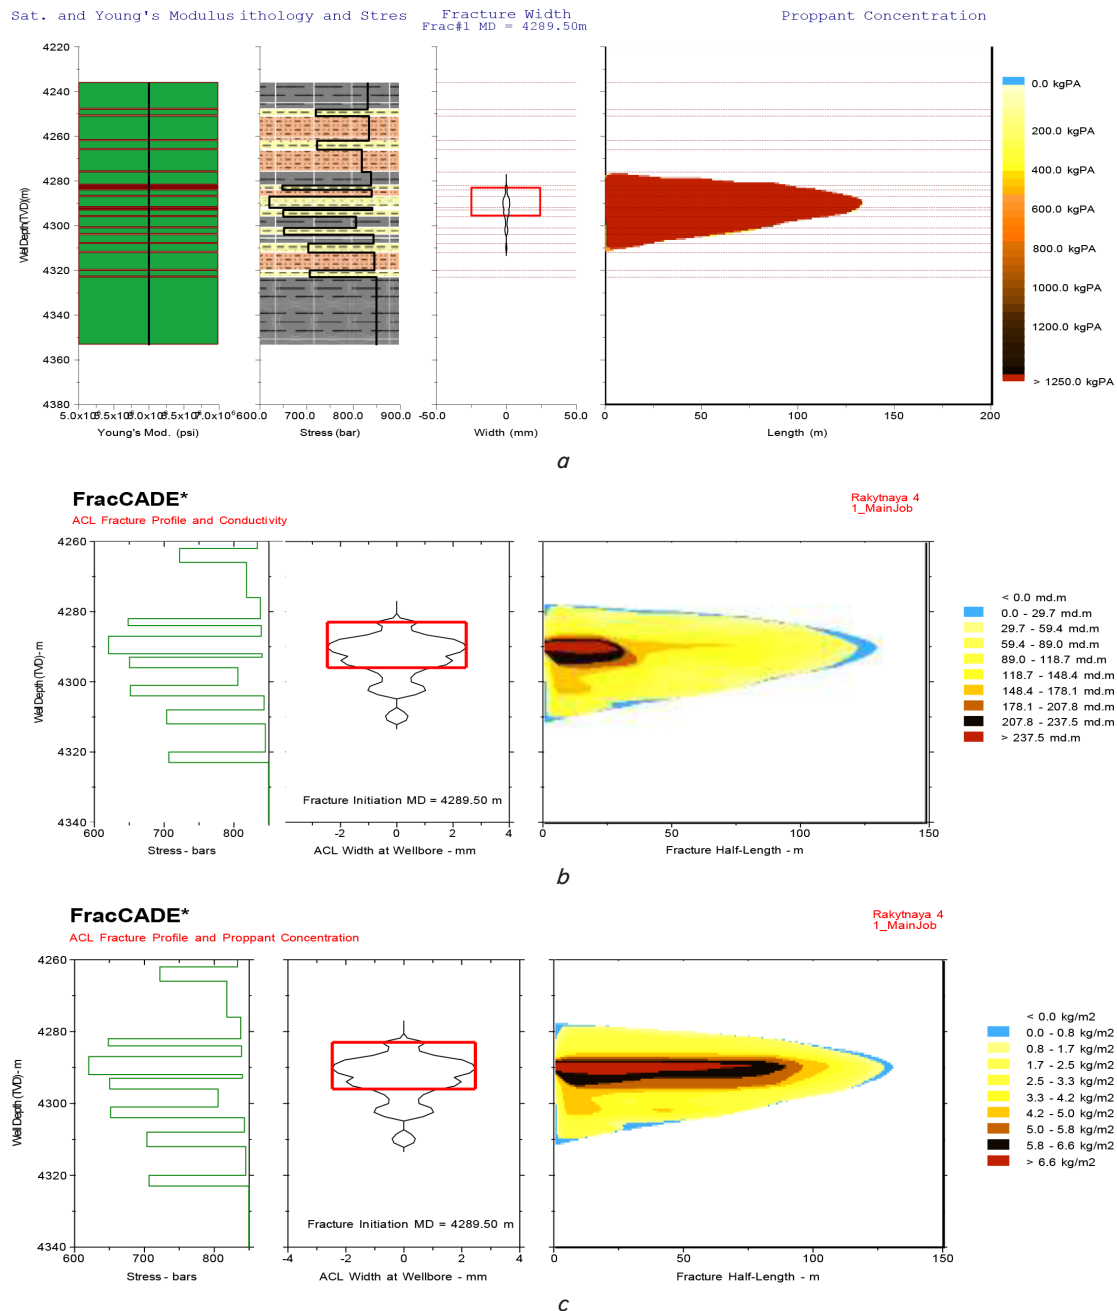 Sat. and Young's Modulus ithology and Stres
Fracture Width
Frac#1 MD = 4289.50m
Proppant Concentration
4220
4240
4260
4280
4300
4320
4340
4360
4380
Well Depth (TVD)(m)
Young's Mod. (psi)
600.0 700.0 800.0 900.0
Stress (bar)
-50.0 0 50.0
Width (mm)
0 50 100 150 200
Length (m)
0.0 kgPA
200.0 kgPA
400.0 kgPA
600.0 kgPA
800.0 kgPA
1000.0 kgPA
1200.0 kgPA
> 1250.0 kgPA
a
FracCADE*
ACL Fracture Profile and Conductivity
Rakytnaya 4
1_MainJob
4260
4280
4300
4320
4340
Well Depth (TVD) - m
600 700 800
Stress - bars
Fracture Initiation MD = 4289.50 m
-2 0 2 4
ACL Width at Wellbore - mm
0 50 100 150
Fracture Half-Length - m
< 0.0 md.m
0.0 - 29.7 md.m
29.7 - 59.4 md.m
59.4 - 89.0 md.m
89.0 - 118.7 md.m
118.7 - 148.4 md.m
148.4 - 178.1 md.m
178.1 - 207.8 md.m
207.8 - 237.5 md.m
> 237.5 md.m
b
FracCADE*
ACL Fracture Profile and Proppant Concentration
Rakytnaya 4
1_MainJob
4260
4280
4300
4320
4340
Well Depth (TVD) - m
600 700 800
Stress - bars
Fracture Initiation MD = 4289.50 m
-4 -2 0 2 4
ACL Width at Wellbore - mm
0 50 100 150
Fracture Half-Length - m
< 0.0 kg/m2
0.0 - 0.8 kg/m2
0.8 - 1.7 kg/m2
1.7 - 2.5 kg/m2
2.5 - 3.3 kg/m2
3.3 - 4.2 kg/m2
4.2 - 5.0 kg/m2
5.0 - 5.8 kg/m2
5.8 - 6.6 kg/m2
> 6.6 kg/m2
c